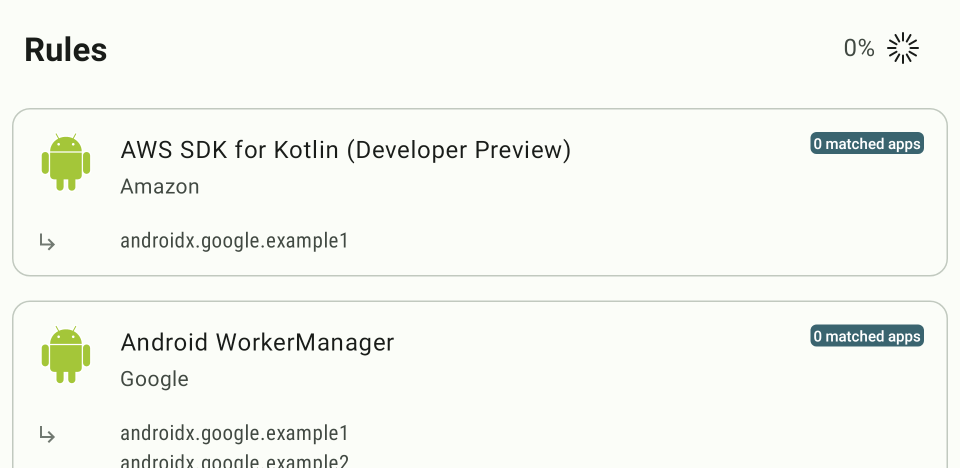 Rules
0%
AWS SDK for Kotlin (Developer Preview)
0 matched apps
Amazon
androidx.google.example1
Android WorkerManager
0 matched apps
Google
androidx.google.example1
androidx.google.example2